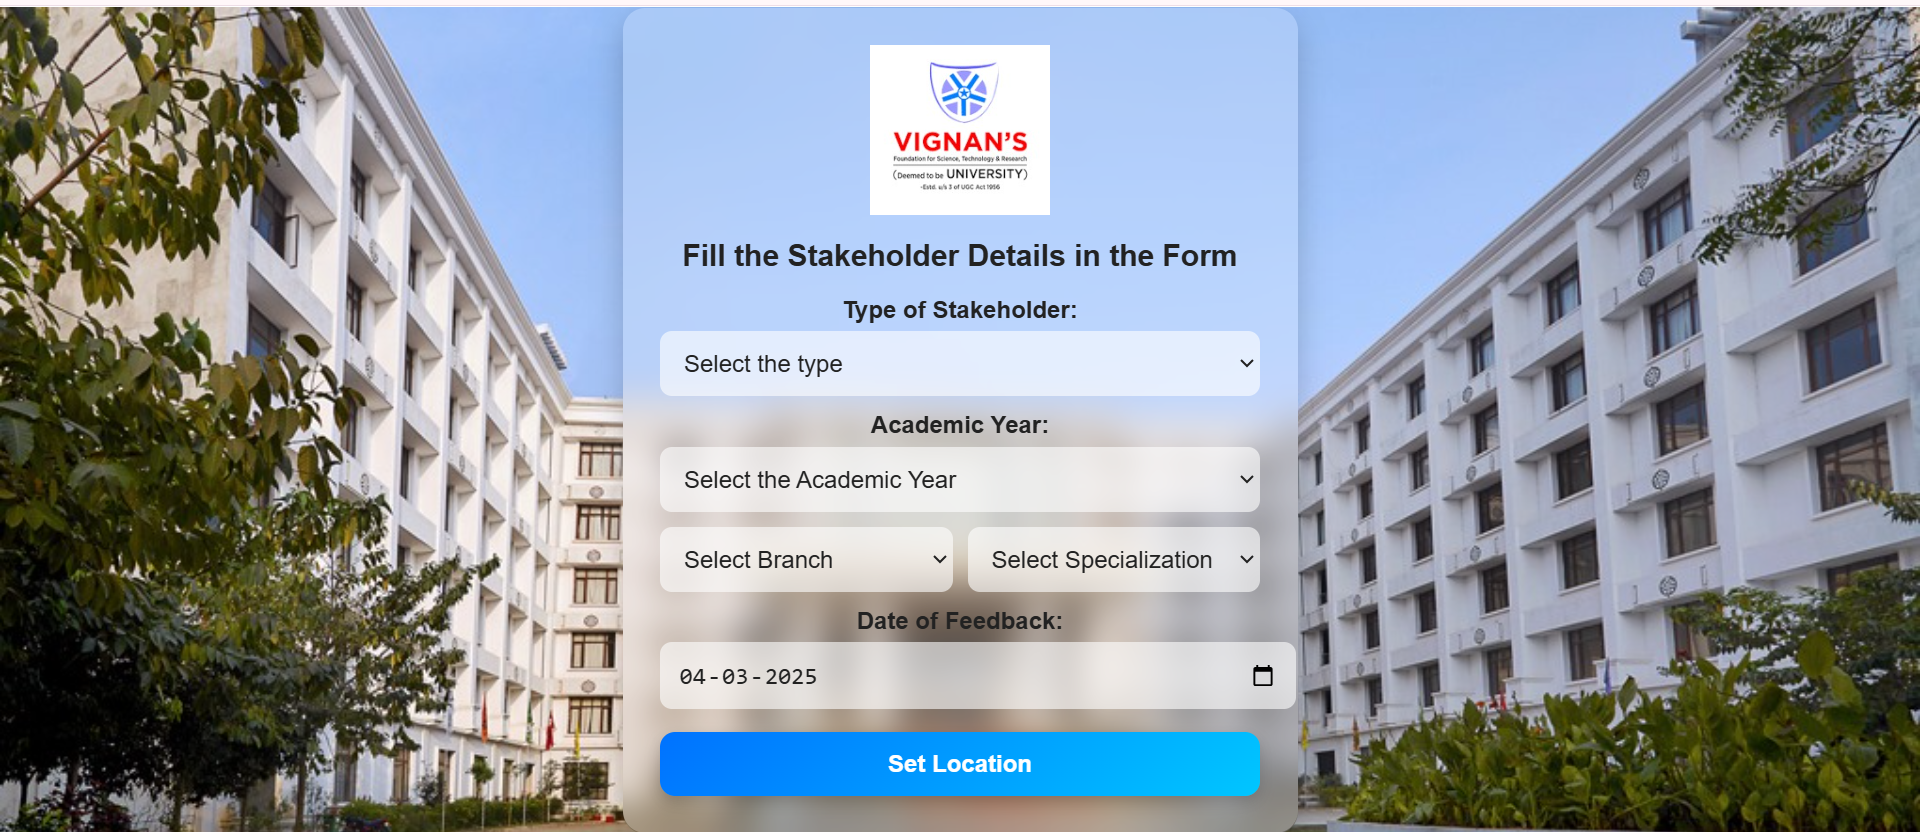 VIGNAN'S
Foundation for Science, Technology & Research
(Deemed to be UNIVERSITY)
-Estd. u/s 3 of UGC Act 1956
Fill the Stakeholder Details in the Form
Type of Stakeholder:
Select the type
Academic Year:
Select the Academic Year
Select Branch Select Specialization
Date of Feedback:
04-03-2025
Set Location